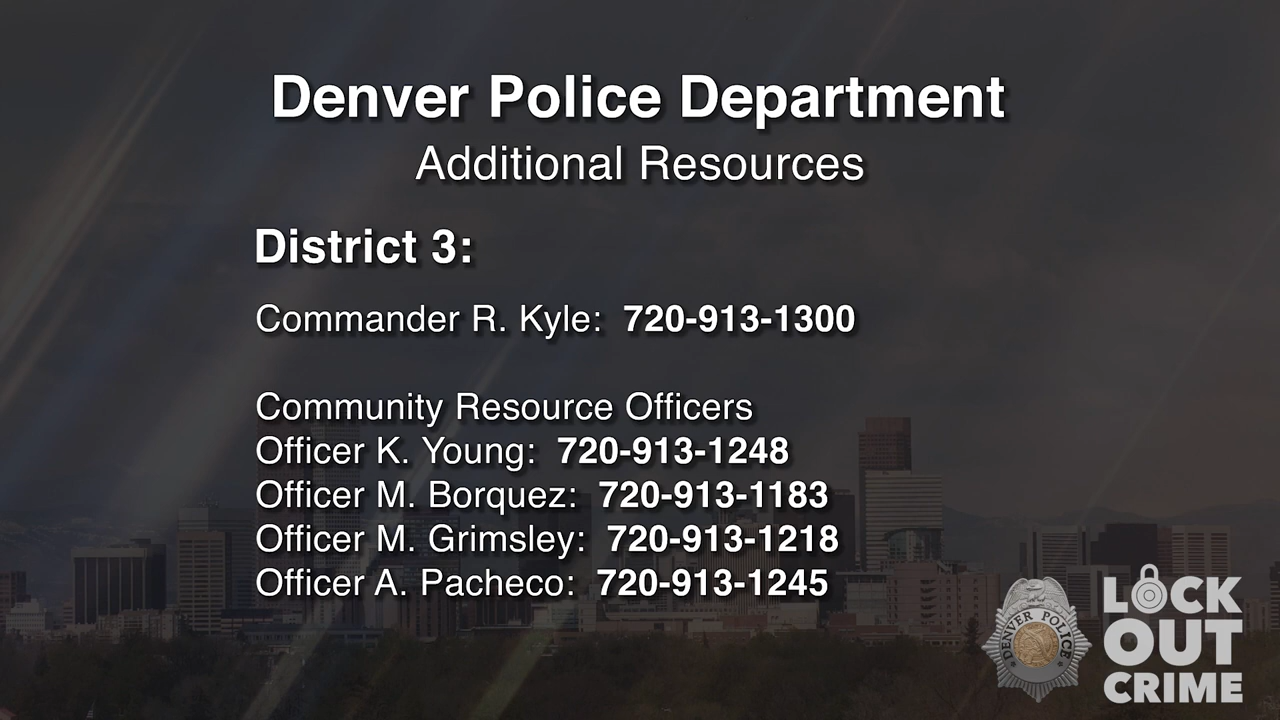 Denver Police Department
Additional Resources
District 3:
Commander R. Kyle: 720-913-1300
Community Resource Officers
Officer K. Young: 720-913-1248
Officer M. Borquez: 720-913-1183
Officer M. Grimsley: 720-913-1218
Officer A. Pacheco: 720-913-1245
DENVER POLICE
LOCK
OUT
CRIME